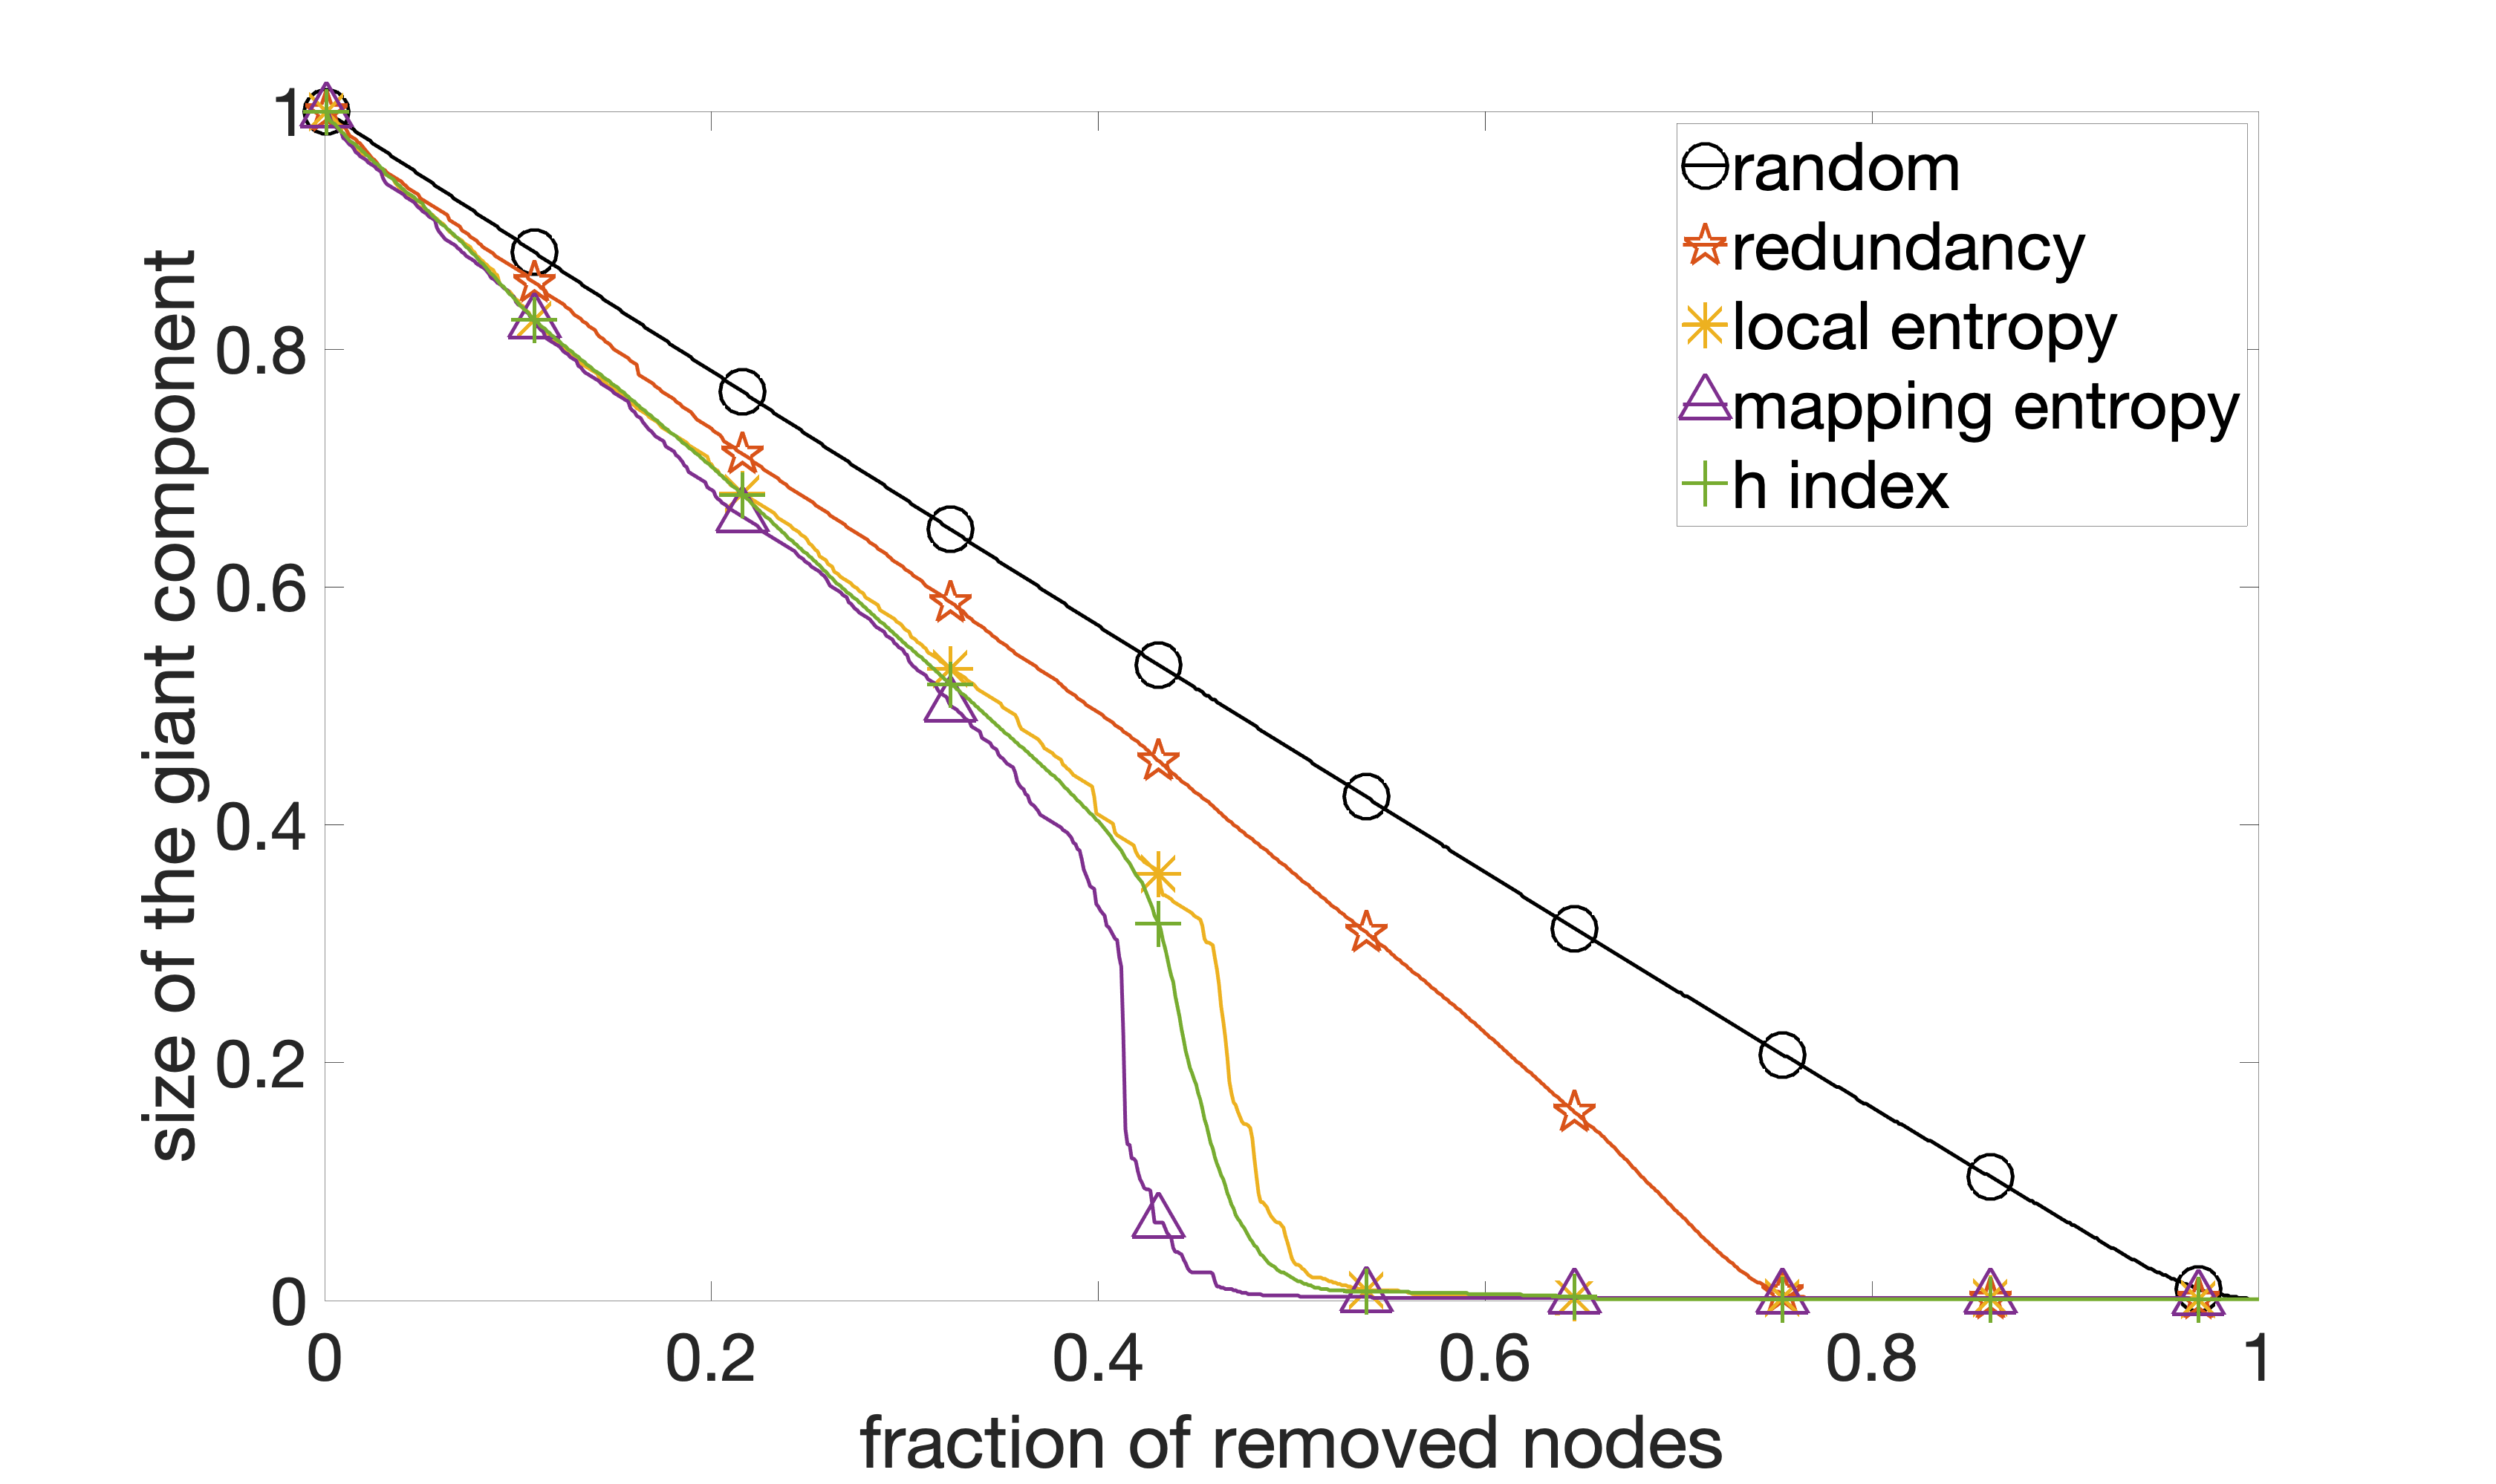 size of the giant component
1
0.8
0.6
0.4
0.2
0
0 0.2 0.4 0.6 0.8 1
fraction of removed nodes
random
redundancy
local entropy
mapping entropy
h index